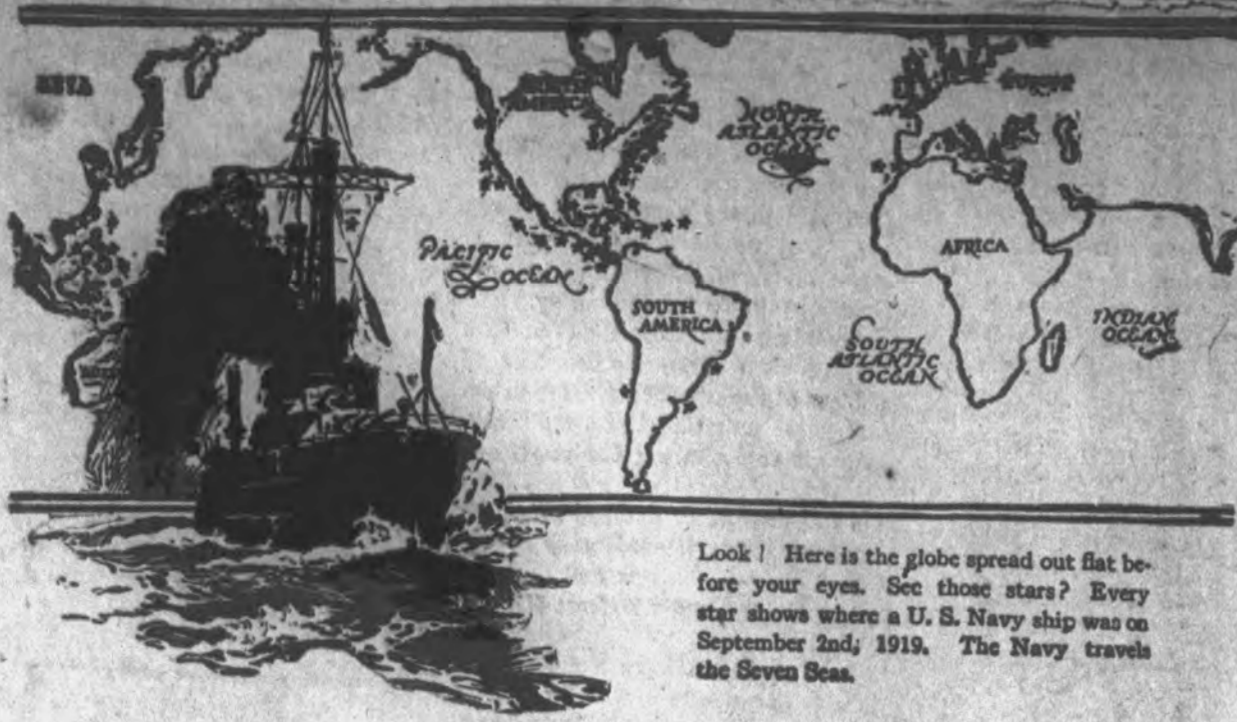 ASIA
NORTH
AMERICA
NORTH
ATLANTIC
OCEAN
EUROPE
PACIFIC
OCEAN
AFRICA
SOUTH
AMERICA
SOUTH
ATLANTIC
OCEAN
INDIAN
OCEAN
Look! Here is the globe spread out flat be-
fore your eyes. See those stars? Every
star shows where a U. S. Navy ship was on
September 2nd, 1919. The Navy travels
the Seven Seas.